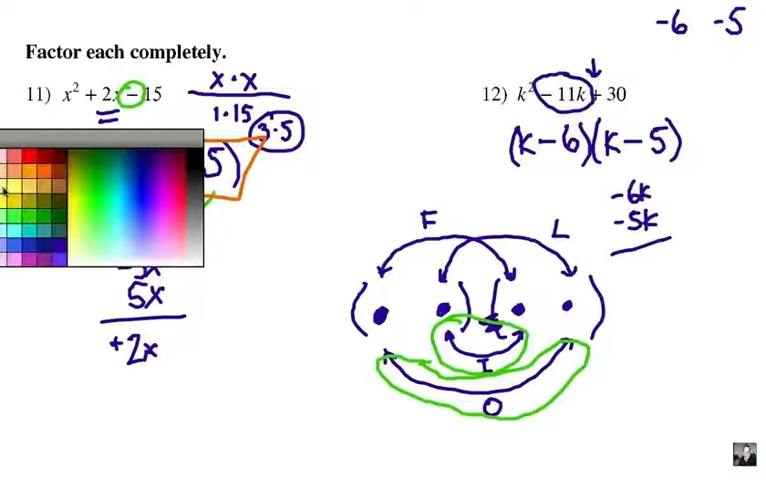 -6 -5
Factor each completely.
11) x² + 2x - 15
x·x
1·15
3·5
5)
5x
+2x
12) k² - 11k + 30
(k-6)(k-5)
-6k
-5k
F L
I
O